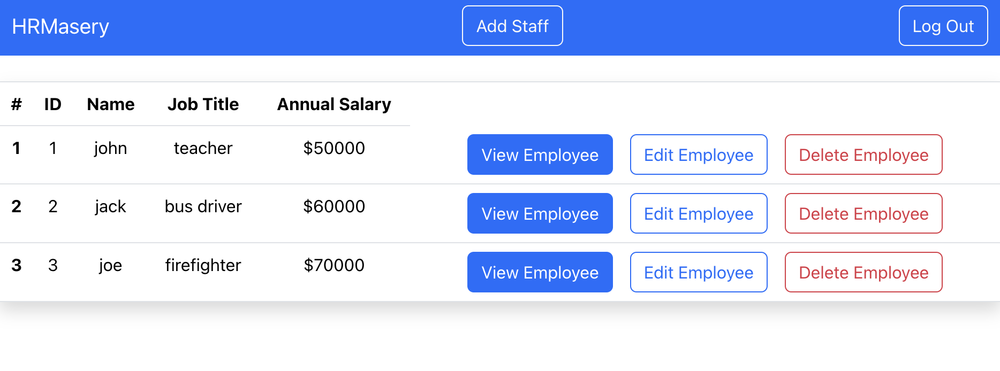 HRMasery Add Staff Log Out
# ID Name Job Title Annual Salary
1 1 john teacher $50000 View Employee Edit Employee Delete Employee
2 2 jack bus driver $60000 View Employee Edit Employee Delete Employee
3 3 joe firefighter $70000 View Employee Edit Employee Delete Employee